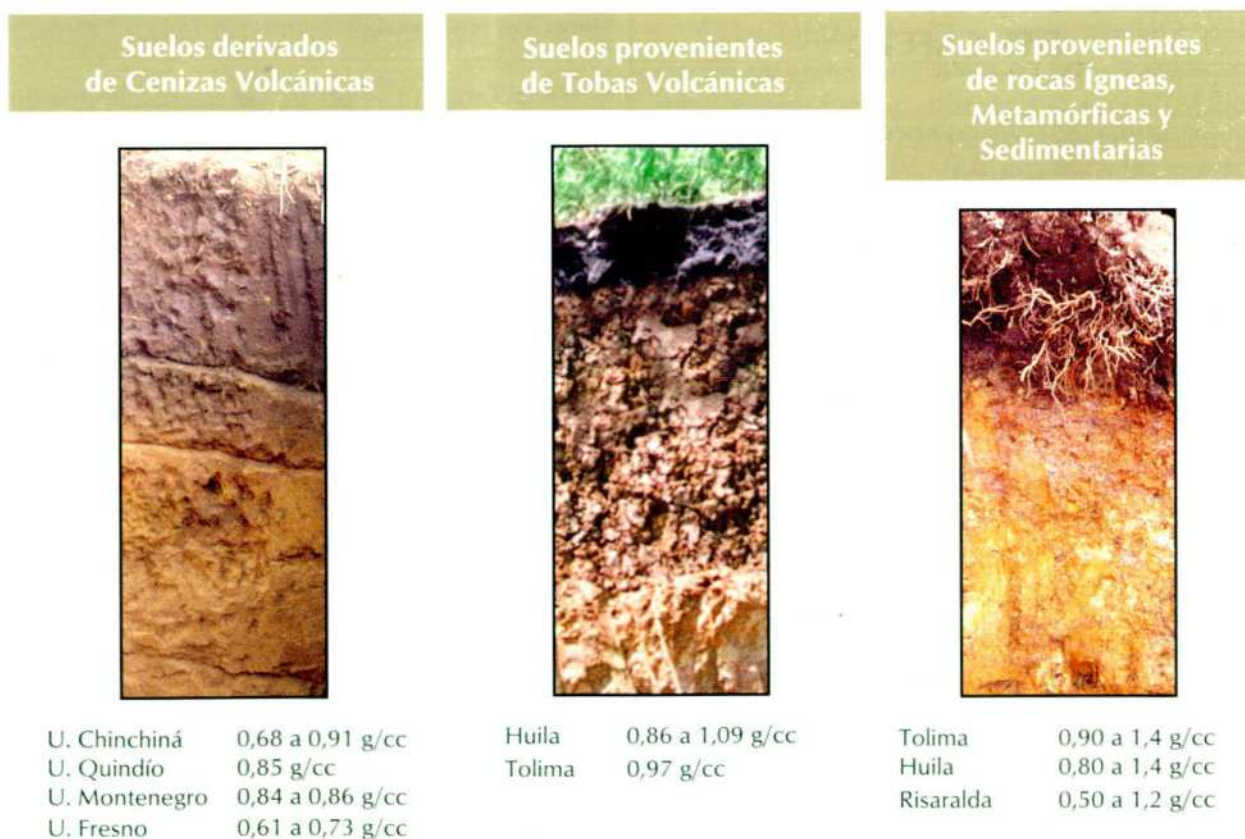 Suelos derivados
de Cenizas Volcánicas
Suelos provenientes
de Tobas Volcánicas
Suelos provenientes
de rocas Ígneas,
Metamórficas y
Sedimentarias
U. Chinchiná 0,68 a 0,91 g/cc
U. Quindío 0,85 g/cc
U. Montenegro 0,84 a 0,86 g/cc
U. Fresno 0,61 a 0,73 g/cc
Huila 0,86 a 1,09 g/cc
Tolima 0,97 g/cc
Tolima 0,90 a 1,4 g/cc
Huila 0,80 a 1,4 g/cc
Risaralda 0,50 a 1,2 g/cc